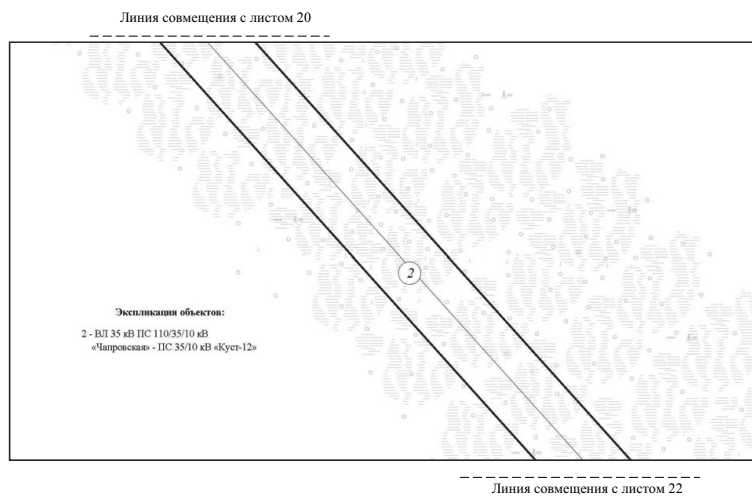 Линия совмещения с листом 20
2
Экспликация объектов:
2 - ВЛ 35 кВ ПС 110/35/10 кВ
«Чапровская» - ПС 35/10 кВ «Куст-12»
Линия совмещения с листом 22